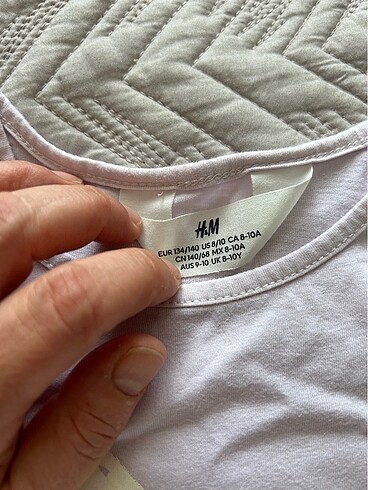 H&M
EUR 134/140 US 8/10 CA 8-10A
CN 140/68 MX 8-10A
AUS 9-10 UK 8-10Y